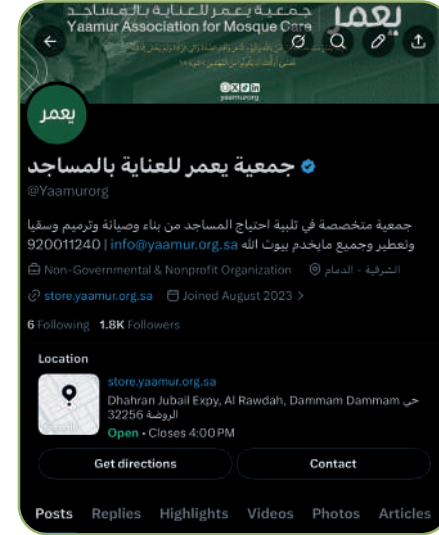 جمعية يعمر للعناية بالمساجد
Yaamur Association for Mosque Care
يعمر
yaamurorg
يعمر
جمعية يعمر للعناية بالمساجد
@Yaamurorg
جمعية متخصصة في تلبية احتياج المساجد من بناء وصيانة وترميم وسقيا
وتعطير وجميع مايخدم بيوت الله info@yaamur.org.sa | 920011240
Non-Governmental & Nonprofit Organization الشرقية - الدمام
store.yaamur.org.sa Joined August 2023 >
6 Following 1.8K Followers
Location
store.yaamur.org.sa
Dhahran Jubail Expy, Al Rawdah, Dammam Dammam حي
الروضة 32256
Open • Closes 4:00 PM
Get directions Contact
Posts Replies Highlights Videos Photos Articles